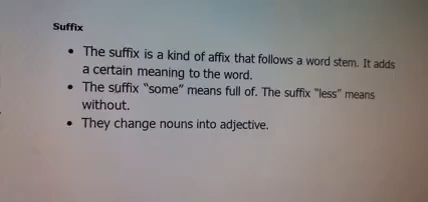 Suffix
• The suffix is a kind of affix that follows a word stem. It adds
a certain meaning to the word.
• The suffix “some” means full of. The suffix “less” means
without.
• They change nouns into adjective.